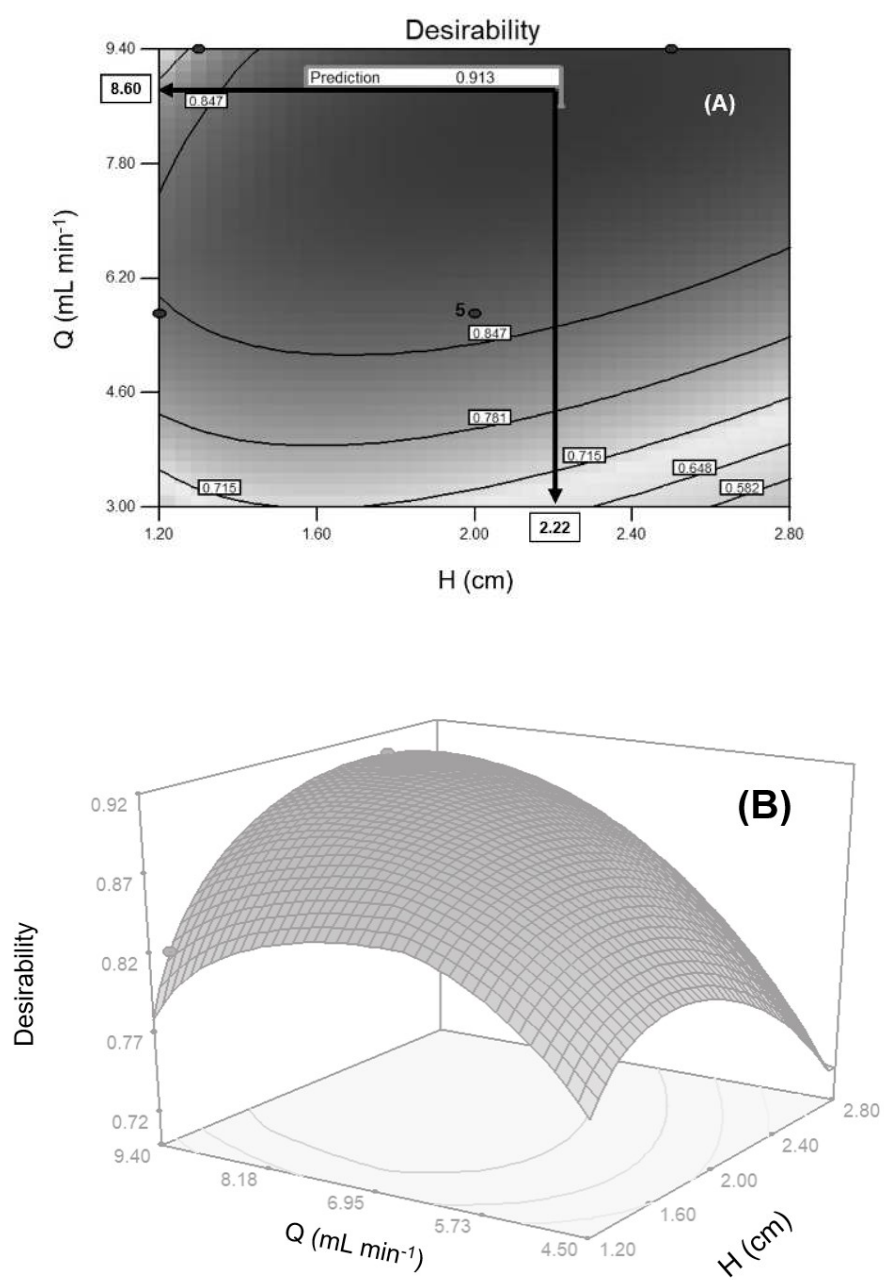 Desirability
9.40
Prediction 0.913
8.60
0.847
(A)
7.80
Q (mL min⁻¹)
6.20
5
0.847
4.60
0.781
0.715
0.648
0.715
0.582
3.00
1.20 1.60 2.00 2.22 2.40 2.80
H (cm)
(B)
0.92
0.87
0.82
0.77
0.72
Desirability
9.40
8.18
6.95
5.73
4.50
Q (mL min⁻¹)
1.20
1.60
2.00
2.40
2.80
H (cm)